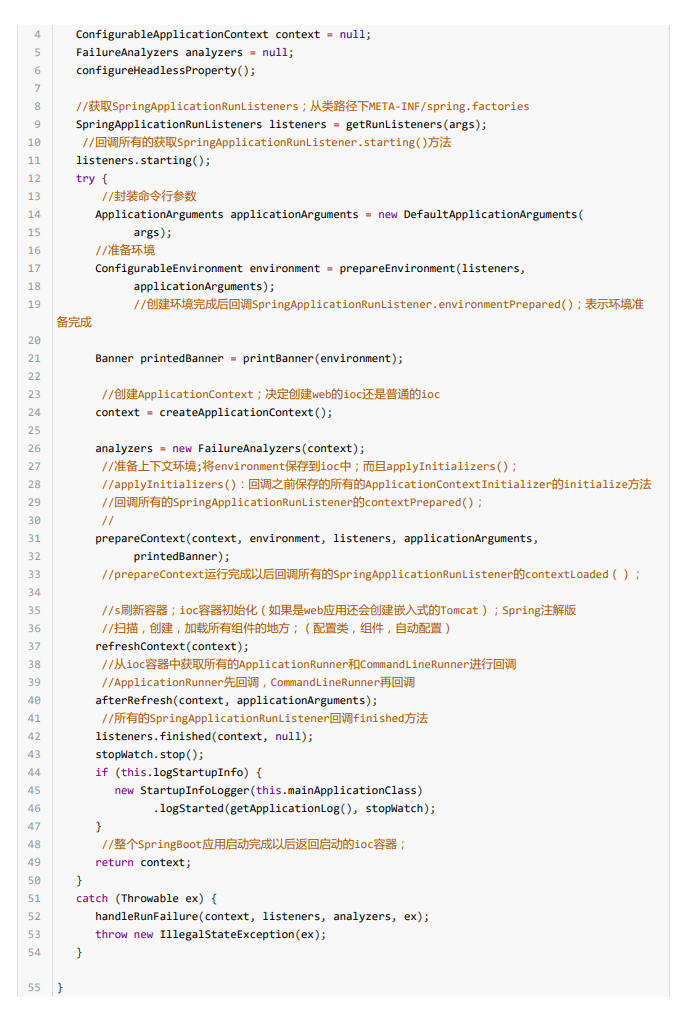 4 ConfigurableApplicationContext context = null;
5 FailureAnalyzers analyzers = null;
6 configureHeadlessProperty();
7
8 //获取SpringApplicationRunListeners；从类路径下META-INF/spring.factories
9 SpringApplicationRunListeners listeners = getRunListeners(args);
10 //回调所有的获取SpringApplicationRunListener.starting()方法
11 listeners.starting();
12 try {
13 //封装命令行参数
14 ApplicationArguments applicationArguments = new DefaultApplicationArguments(
15 args);
16 //准备环境
17 ConfigurableEnvironment environment = prepareEnvironment(listeners,
18 applicationArguments);
19 //创建环境完成后回调SpringApplicationRunListener.environmentPrepared()；表示环境准
备完成
20
21 Banner printedBanner = printBanner(environment);
22
23 //创建ApplicationContext；决定创建web的ioc还是普通的ioc
24 context = createApplicationContext();
25
26 analyzers = new FailureAnalyzers(context);
27 //准备上下文环境;将environment保存到ioc中；而且applyInitializers()；
28 //applyInitializers()：回调之前保存的所有的ApplicationContextInitializer的initialize方法
29 //回调所有的SpringApplicationRunListener的contextPrepared()；
30 //
31 prepareContext(context, environment, listeners, applicationArguments,
32 printedBanner);
33 //prepareContext运行完成以后回调所有的SpringApplicationRunListener的contextLoaded（）；
34
35 //s刷新容器；ioc容器初始化（如果是web应用还会创建嵌入式的Tomcat）；Spring注解版
36 //扫描，创建，加载所有组件的地方；（配置类，组件，自动配置）
37 refreshContext(context);
38 //从ioc容器中获取所有的ApplicationRunner和CommandLineRunner进行回调
39 //ApplicationRunner先回调，CommandLineRunner再回调
40 afterRefresh(context, applicationArguments);
41 //所有的SpringApplicationRunListener回调finished方法
42 listeners.finished(context, null);
43 stopWatch.stop();
44 if (this.logStartupInfo) {
45 new StartupInfoLogger(this.mainApplicationClass)
46 .logStarted(getApplicationLog(), stopWatch);
47 }
48 //整个SpringBoot应用启动完成以后返回启动的ioc容器；
49 return context;
50 }
51 catch (Throwable ex) {
52 handleRunFailure(context, listeners, analyzers, ex);
53 throw new IllegalStateException(ex);
54 }
55 }